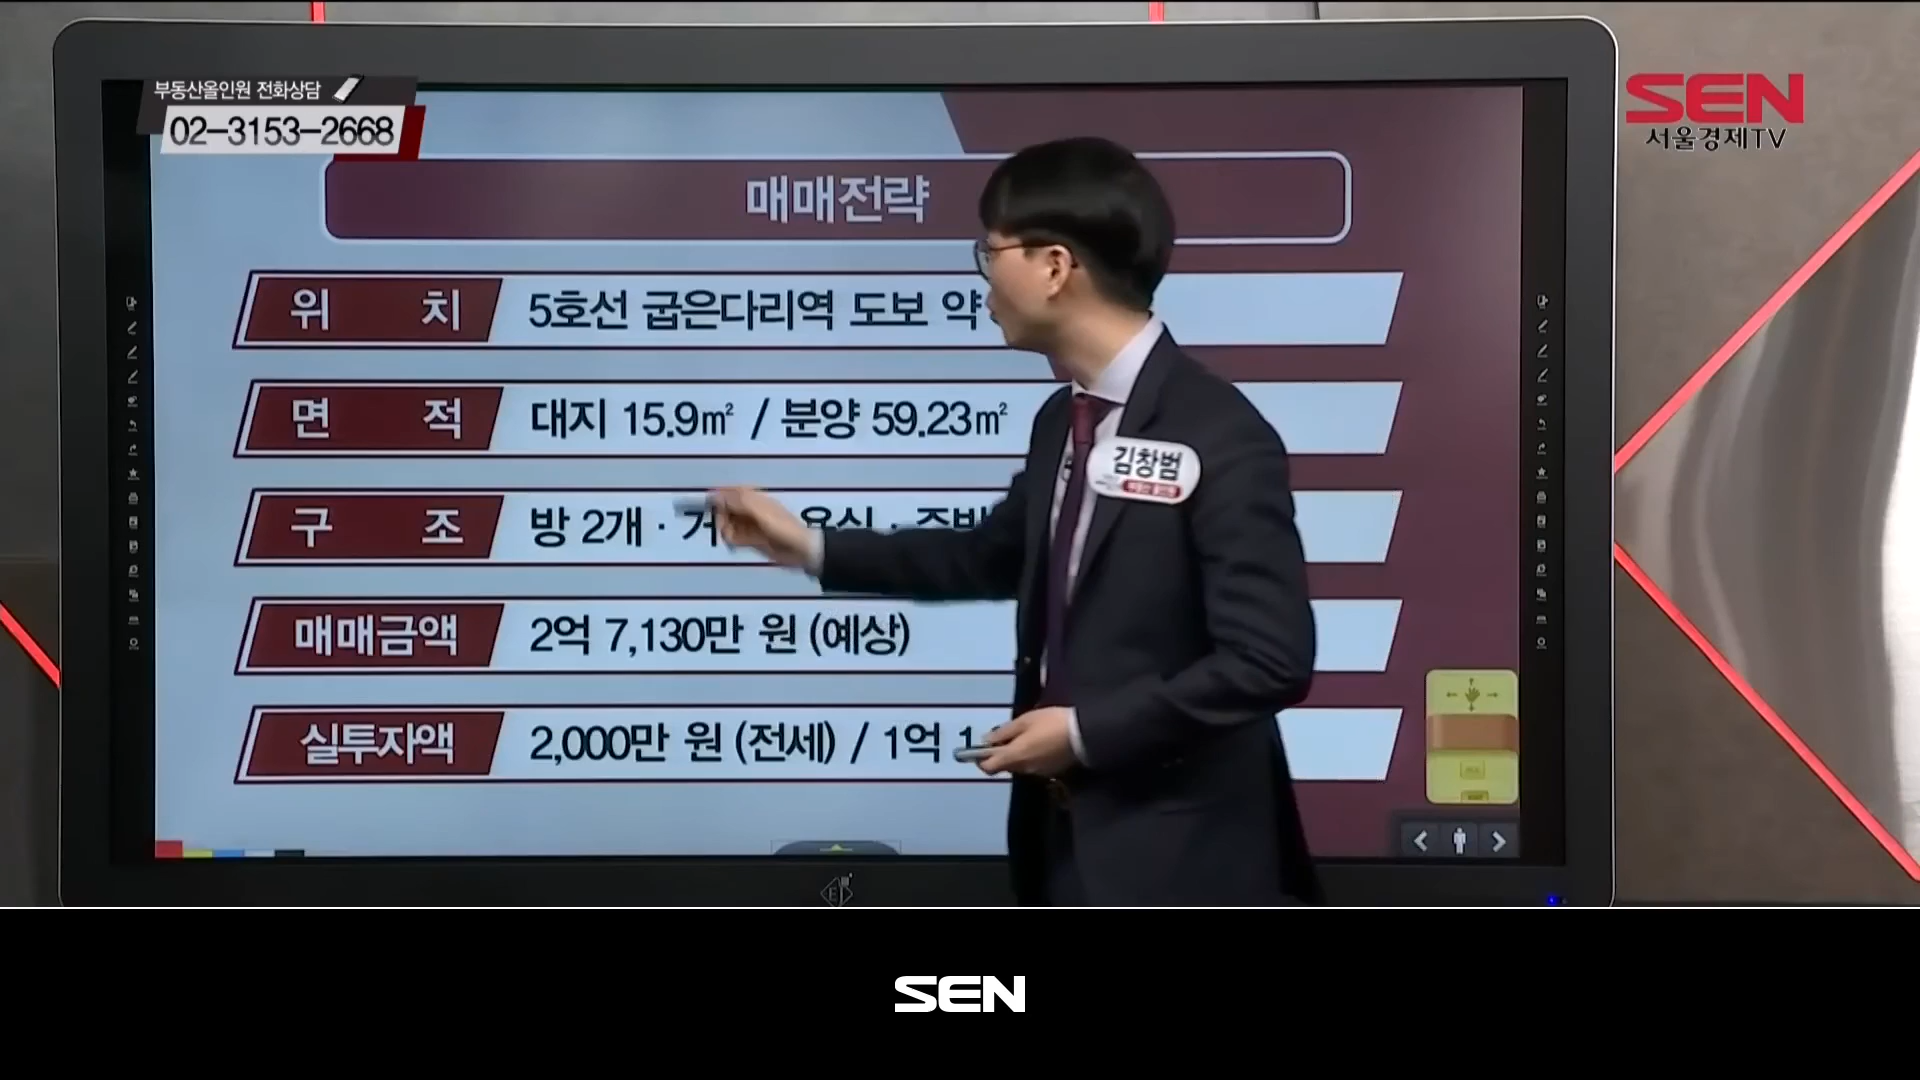 부동산올인원 전화상담
02-3153-2668
SEN
서울경제TV
매매전략
위 치
5호선 굽은다리역 도보 약
면 적
대지 15.9㎡ / 분양 59.23㎡
김창범
구 조
방 2개 ·
매매금액
2억 7,130만 원 (예상)
실투자액
2,000만 원 (전세) / 1억
SEN